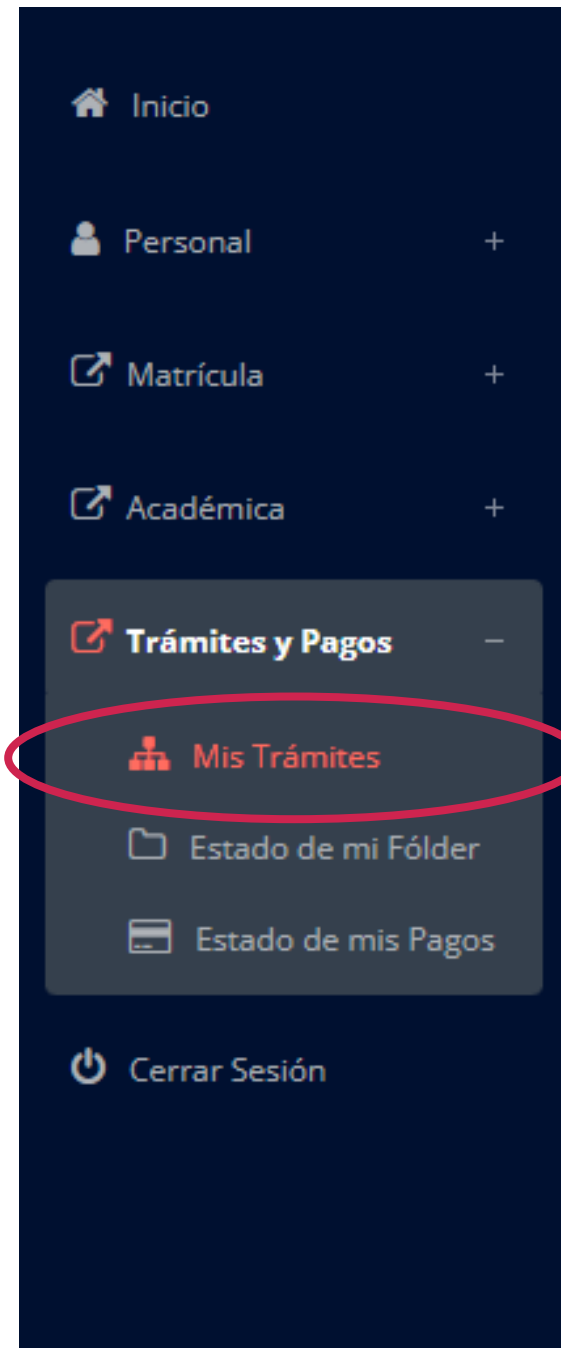 Inicio
Personal +
Matrícula +
Académica +
Trámites y Pagos −
Mis Trámites
Estado de mi Fólder
Estado de mis Pagos
Cerrar Sesión